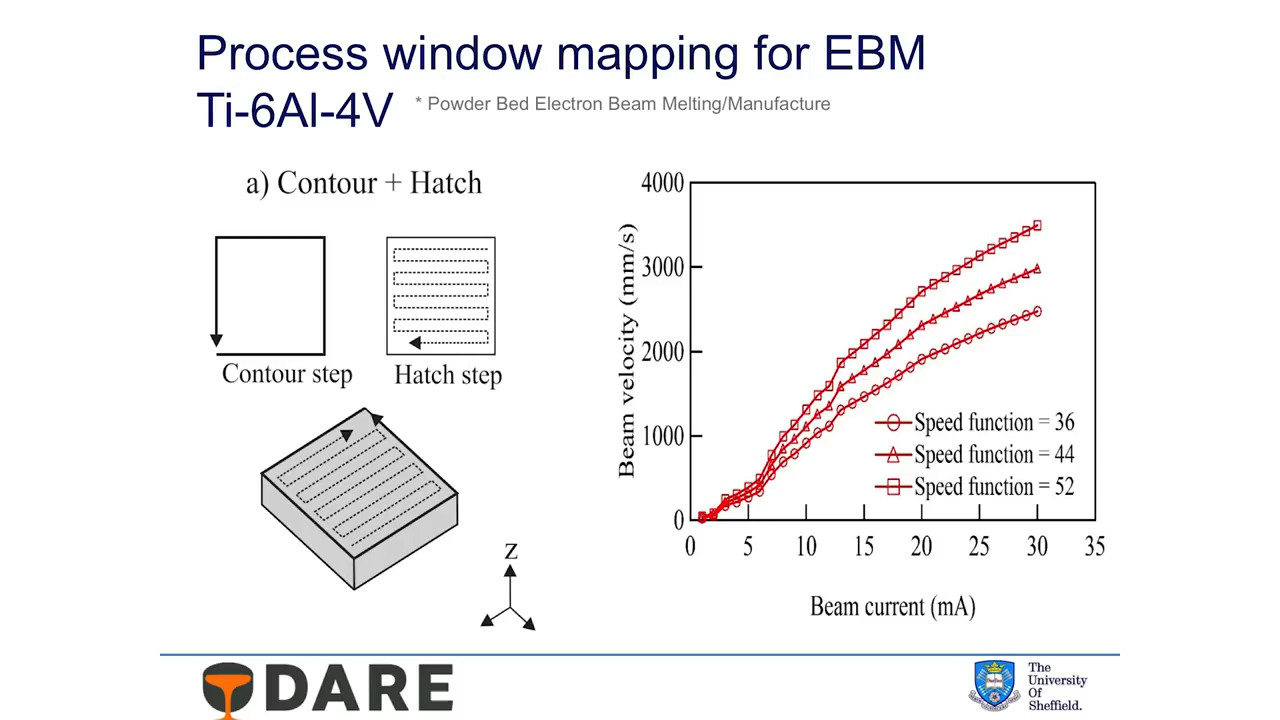 Process window mapping for EBM
Ti-6Al-4V * Powder Bed Electron Beam Melting/Manufacture
a) Contour + Hatch
Contour step
Hatch step
Z
4000
3000
2000
1000
0
Beam velocity (mm/s)
Speed function = 36
Speed function = 44
Speed function = 52
0 5 10 15 20 25 30 35
Beam current (mA)
DARE
The
University
Of
Sheffield.